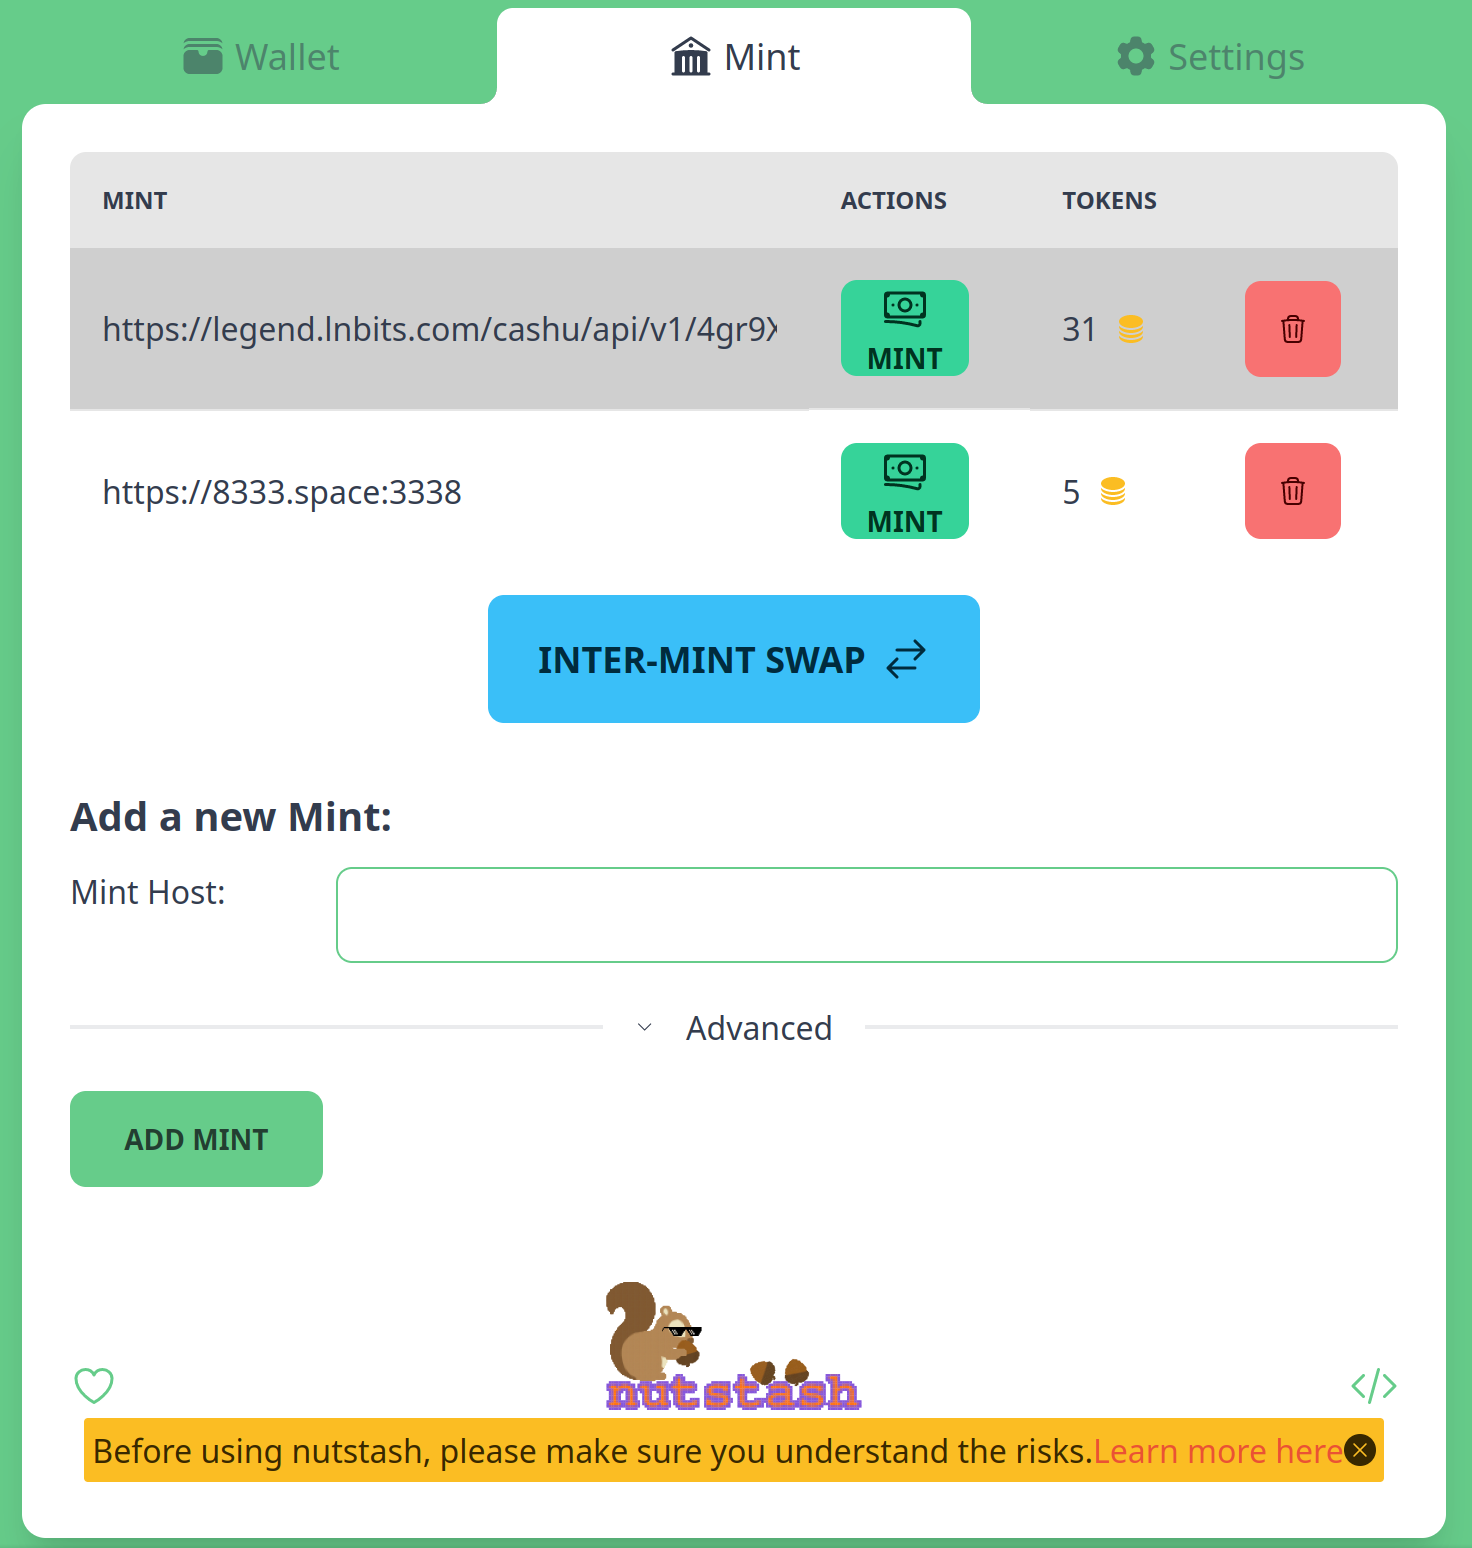 Wallet Mint Settings
MINT ACTIONS TOKENS
https://legend.lnbits.com/cashu/api/v1/4gr9X MINT 31
https://8333.space:3338 MINT 5
INTER-MINT SWAP
Add a new Mint:
Mint Host:
Advanced
ADD MINT
nutstash
Before using nutstash, please make sure you understand the risks.Learn more here